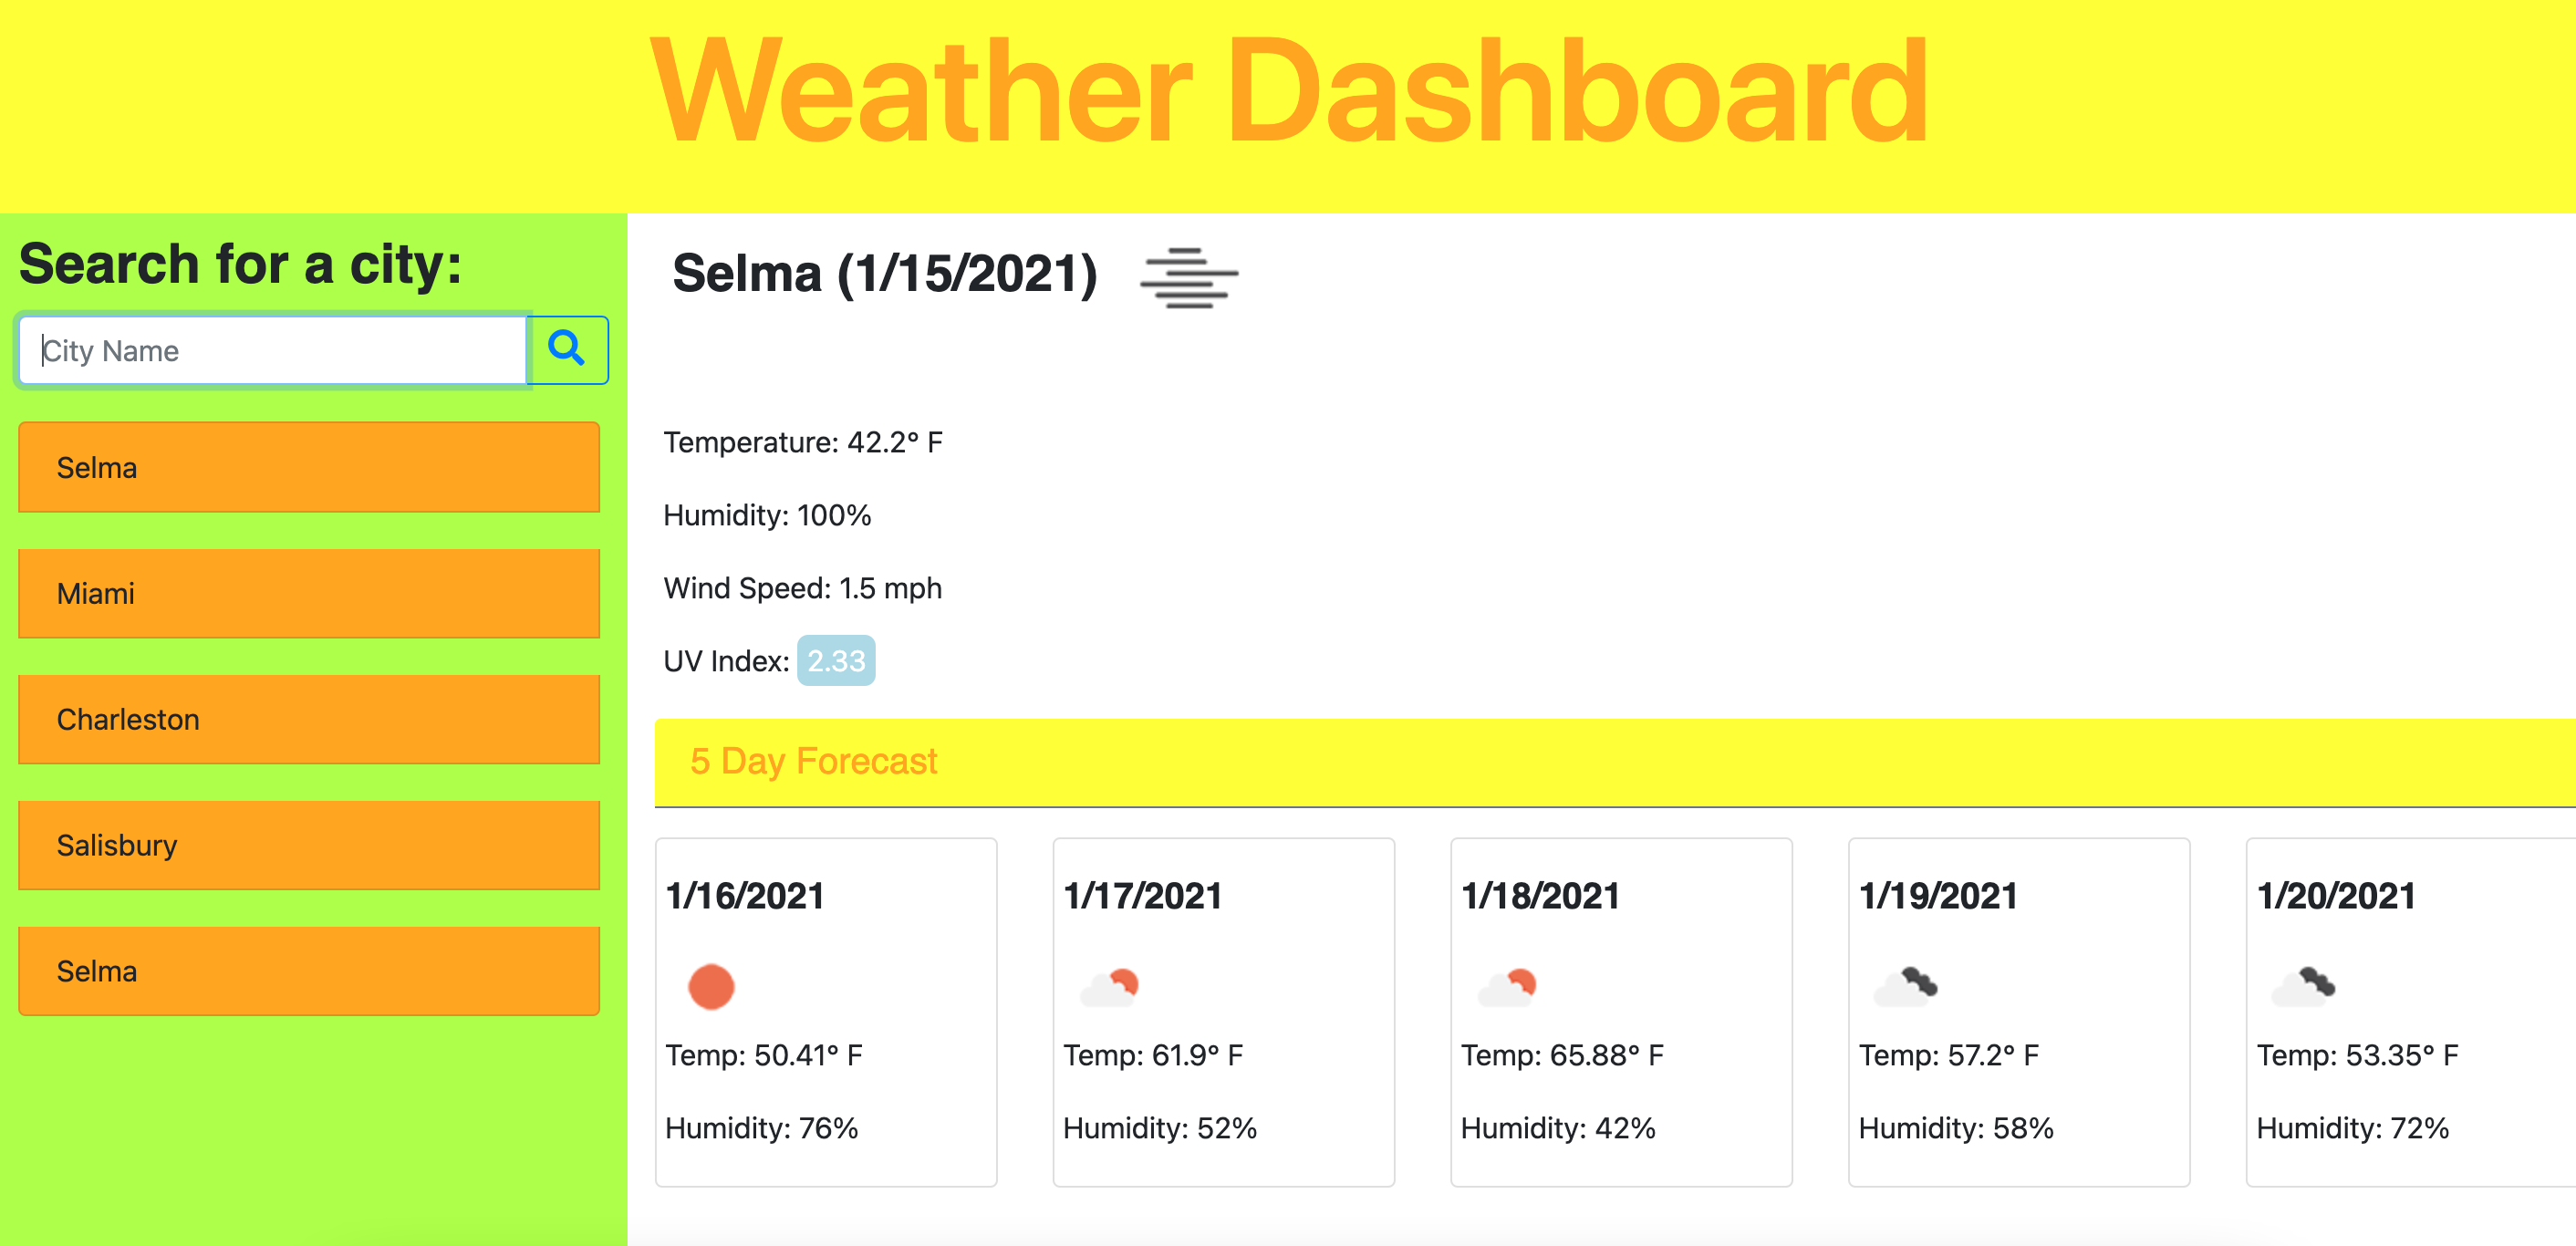 Weather Dashboard
Search for a city:
City Name
Selma
Miami
Charleston
Salisbury
Selma
Selma (1/15/2021)
Temperature: 42.2° F
Humidity: 100%
Wind Speed: 1.5 mph
UV Index: 2.33
5 Day Forecast
1/16/2021
Temp: 50.41° F
Humidity: 76%
1/17/2021
Temp: 61.9° F
Humidity: 52%
1/18/2021
Temp: 65.88° F
Humidity: 42%
1/19/2021
Temp: 57.2° F
Humidity: 58%
1/20/2021
Temp: 53.35° F
Humidity: 72%